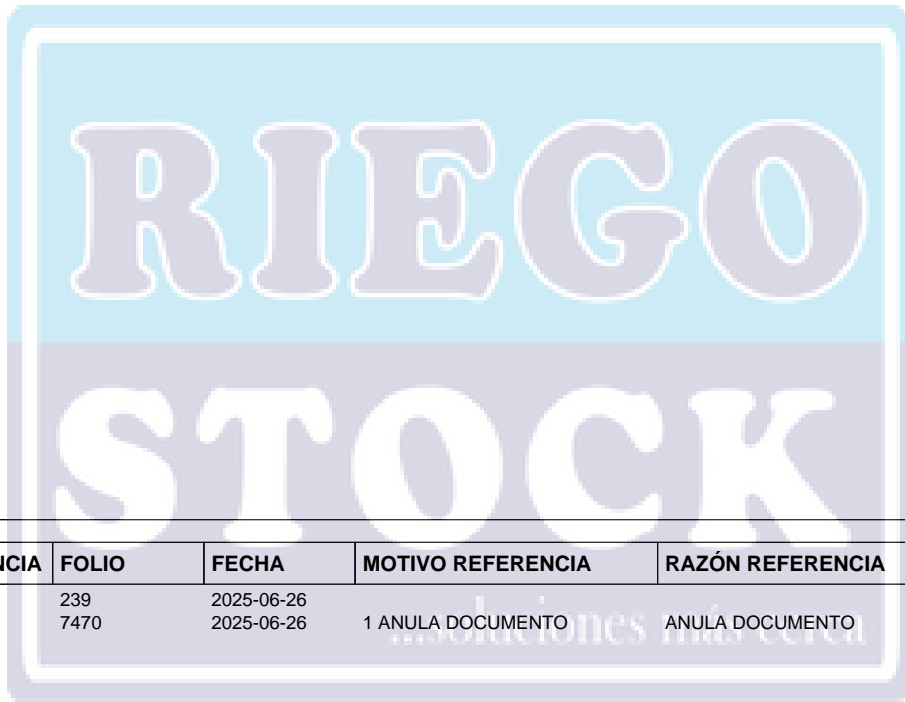 RIEGO
STOCK
NCIA FOLIO FECHA MOTIVO REFERENCIA RAZÓN REFERENCIA
239 2025-06-26
7470 2025-06-26 1 ANULA DOCUMENTO ANULA DOCUMENTO
...soluciones más cerca